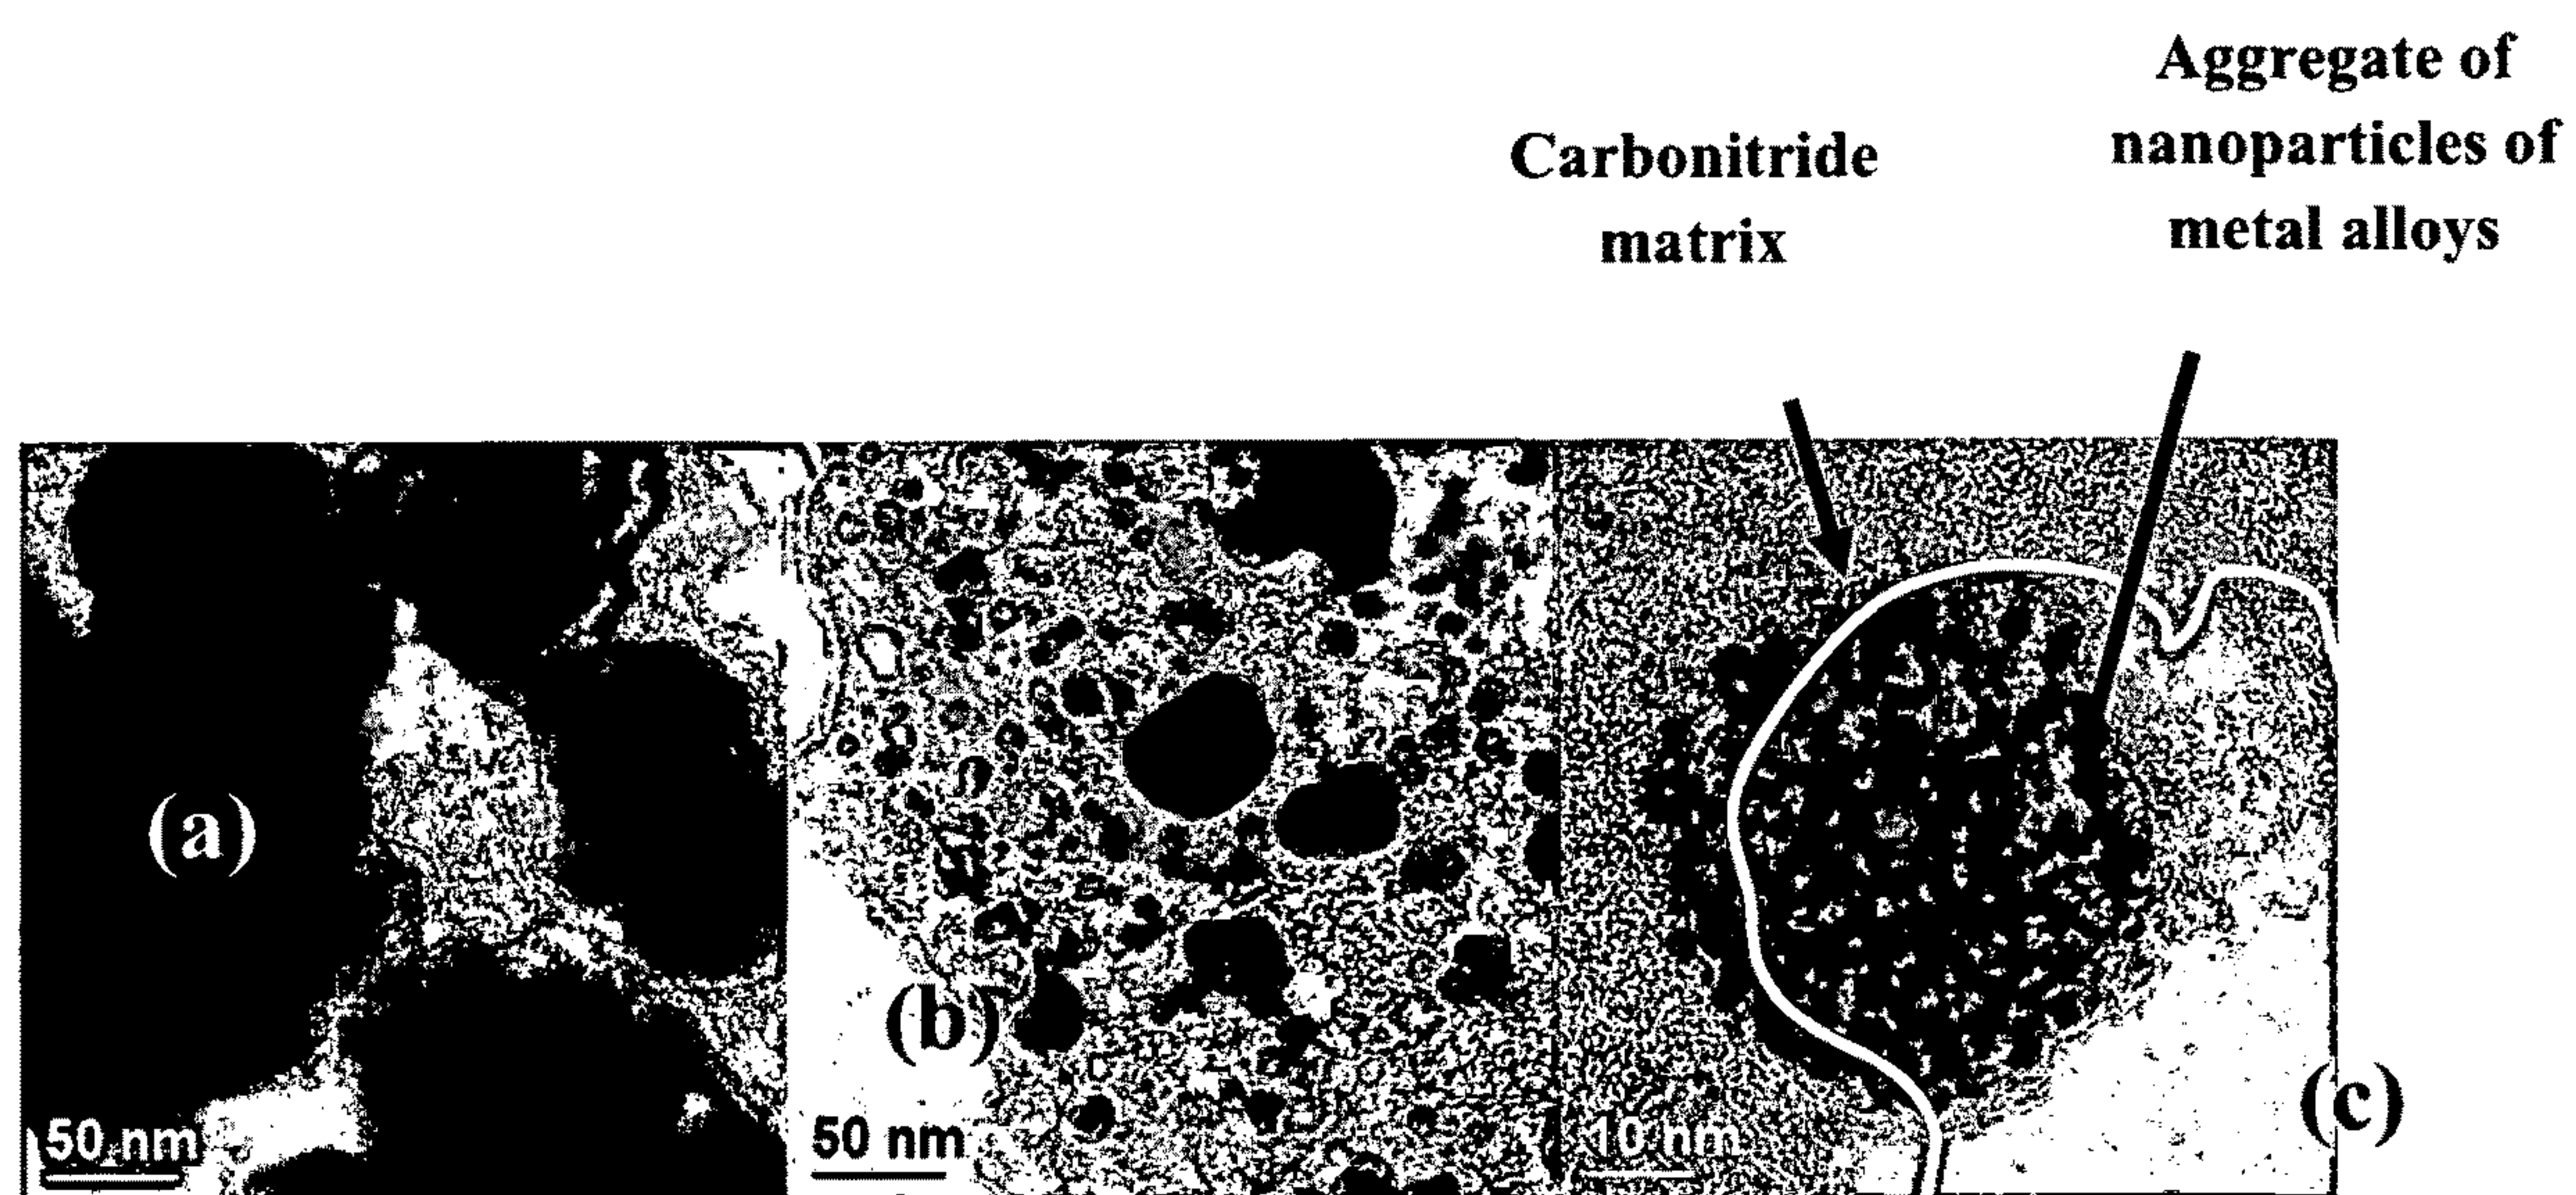 Aggregate of
nanoparticles of
metal alloys
Carbonitride
matrix
(a)
(b)
(c)
50 nm
50 nm
10 nm